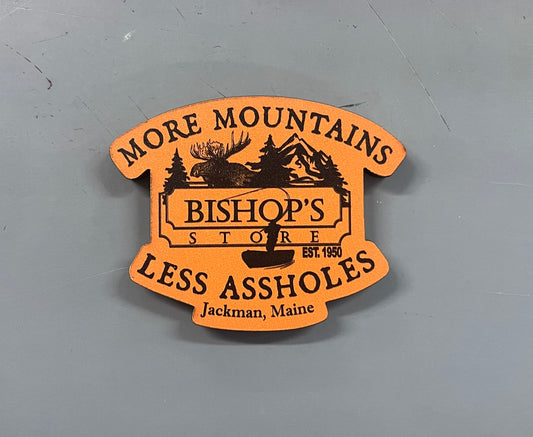 MORE MOUNTAINS
BISHOP'S
STORE
EST. 1950
LESS ASSHOLES
Jackman, Maine